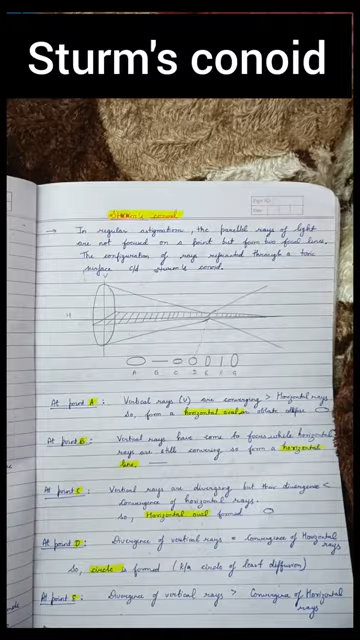 Sturm's conoid
Page No.
Date
Sturm's conoid
→ In regular astigmatism, the parallel rays of light
are not focused on a point but form two focal lines.
The configuration of rays refracted through a toric
surface c/d sturm's conoid.
V
H
A B C D E F G
At point A : Vertical rays (V) are converging > Horizontal rays
So, form a horizontal oval or oblate ellipse
At point B : Vertical rays have come to focus while horizontal
rays are still converging so form a horizontal
line,
At point C : Vertical rays are diverging but their divergence <
convergence of horizontal rays.
So, Horizontal oval formed
At point D : Divergence of vertical rays = convergence of Horizontal
rays
So, circle is formed (k/a circle of least diffusion)
At point E : Divergence of vertical rays > Convergence of Horizontal
rays